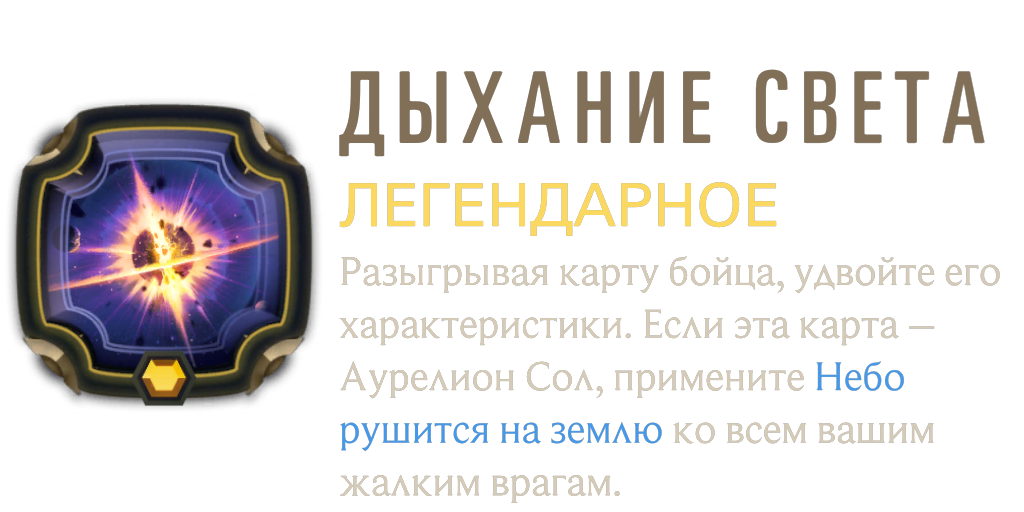 ДЫХАНИЕ СВЕТА
ЛЕГЕНДАРНОЕ
Разыгрывая карту бойца, удвойте его
характеристики. Если эта карта –
Аурелион Сол, примените Небо
рушится на землю ко всем вашим
жалким врагам.